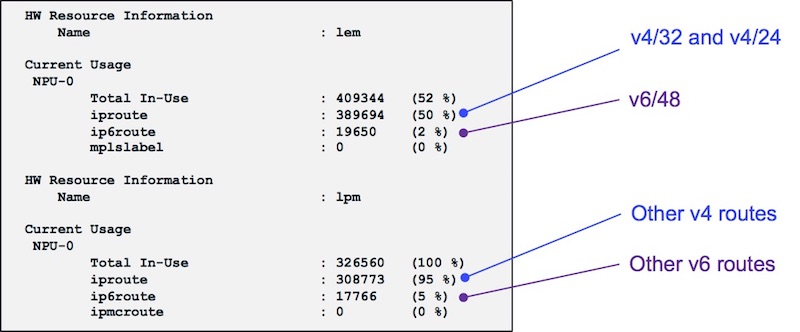 HW Resource Information
Name : lem
v4/32 and v4/24
Current Usage
NPU-0
Total In-Use : 409344 (52 %)
iproute : 389694 (50 %)
v6/48
ip6route : 19650 (2 %)
mplslabel : 0 (0 %)
HW Resource Information
Name : lpm
Other v4 routes
Current Usage
NPU-0
Total In-Use : 326560 (100 %)
Other v6 routes
iproute : 308773 (95 %)
ip6route : 17766 (5 %)
ipmcroute : 0 (0 %)